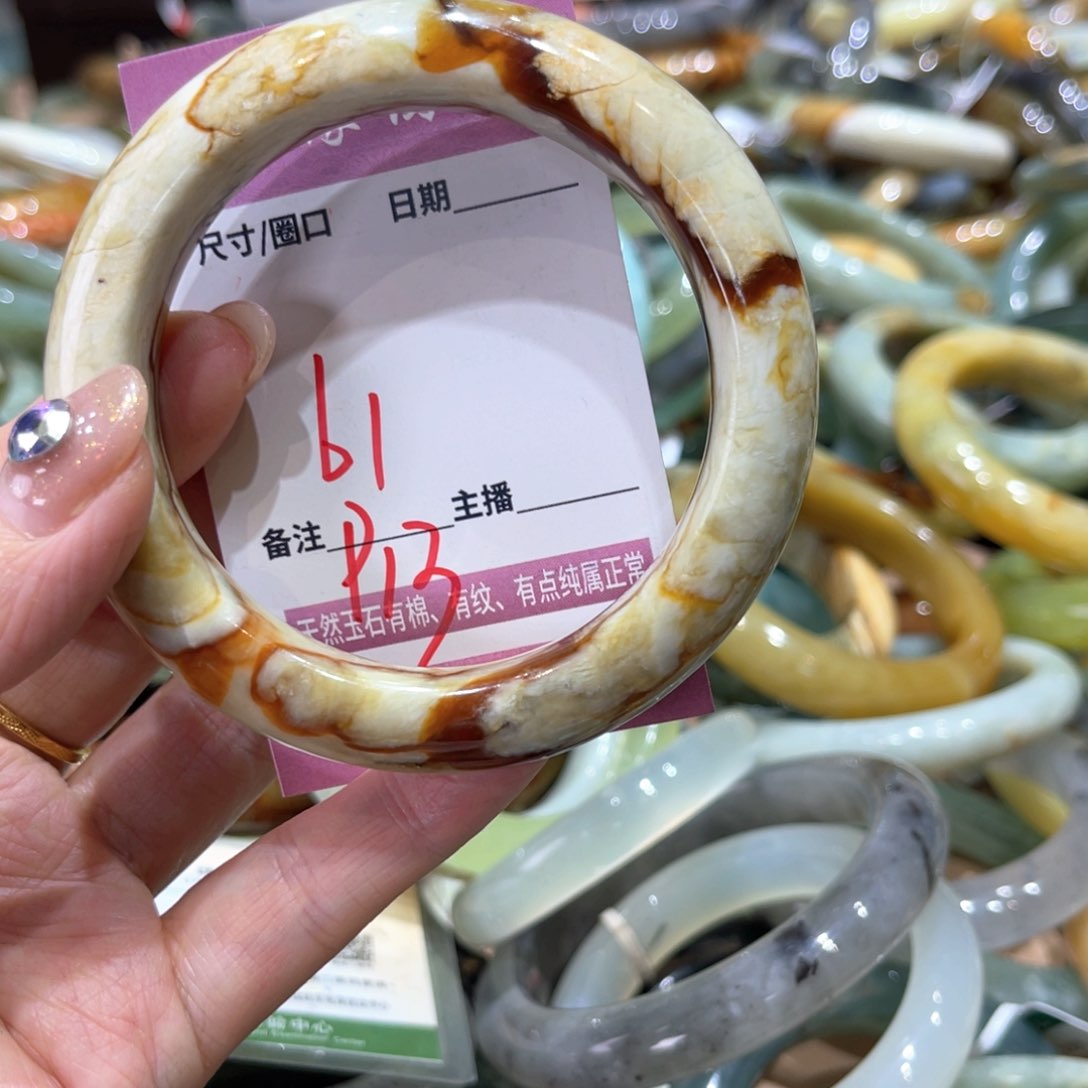 尺寸/圈口 日期
61
备注 P13 主播
天然玉石有棉、有纹、有点纯属正常